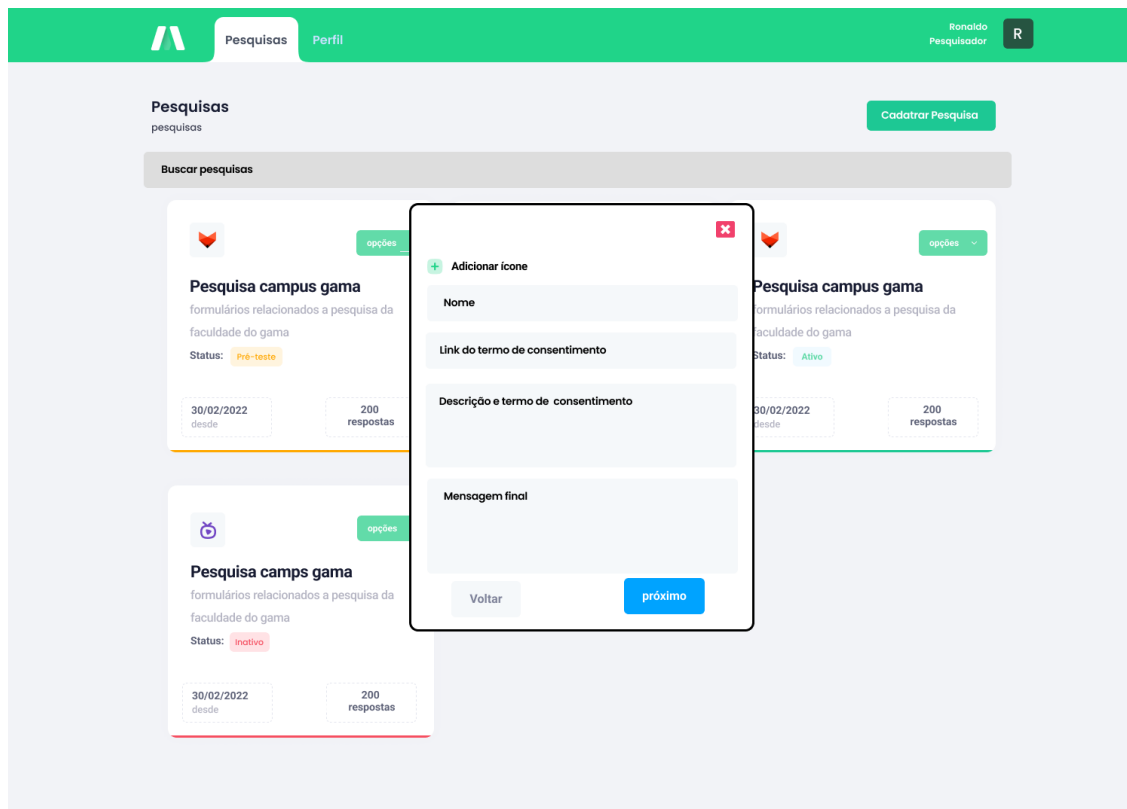 Pesquisas
Perfil
Ronaldo
Pesquisador
R
Pesquisas
pesquisas
Cadatrar Pesquisa
Buscar pesquisas
opções
Pesquisa campus gama
formulários relacionados a pesquisa da
faculdade do gama
Status: Pré-teste
30/02/2022
desde
200
respostas
Adicionar ícone
Nome
Link do termo de consentimento
Descrição e termo de consentimento
Mensagem final
Voltar
próximo
opções
Pesquisa campus gama
formulários relacionados a pesquisa da
faculdade do gama
Status: Ativo
30/02/2022
desde
200
respostas
opções
Pesquisa camps gama
formulários relacionados a pesquisa da
faculdade do gama
Status: Inativo
30/02/2022
desde
200
respostas